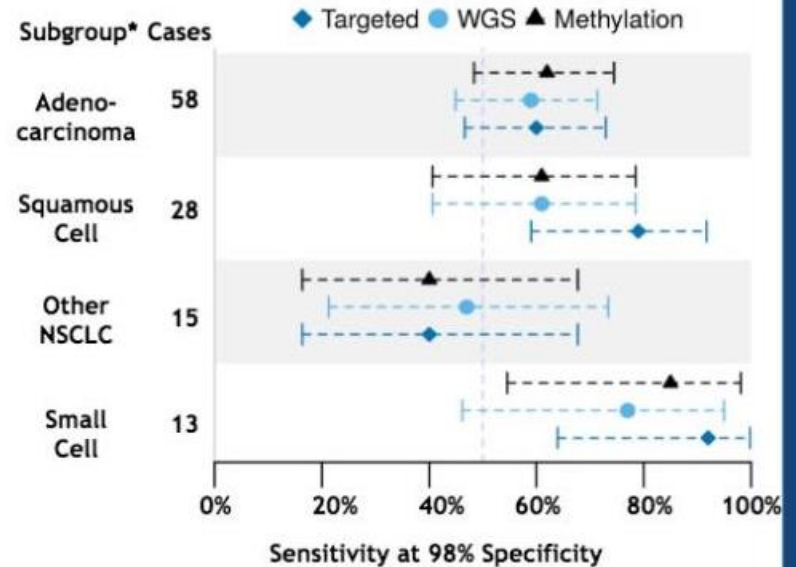 Targeted WGS Methylation
Subgroup* Cases
Adeno-
carcinoma
58
Squamous
Cell
28
Other
NSCLC
15
Small
Cell
13
0% 20% 40% 60% 80% 100%
Sensitivity at 98% Specificity